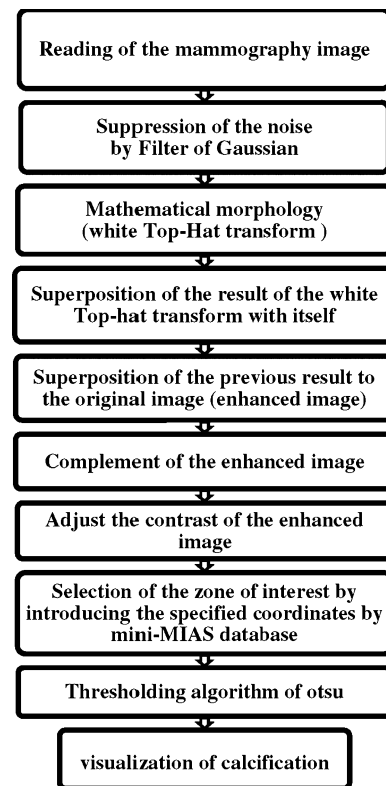 Reading of the mammography image
Suppression of the noise
by Filter of Gaussian
Mathematical morphology
(white Top-Hat transform )
Superposition of the result of the white
Top-hat transform with itself
Superposition of the previous result to
the original image (enhanced image)
Complement of the enhanced image
Adjust the contrast of the enhanced
image
Selection of the zone of interest by
introducing the specified coordinates by
mini-MIAS database
Thresholding algorithm of otsu
visualization of calcification